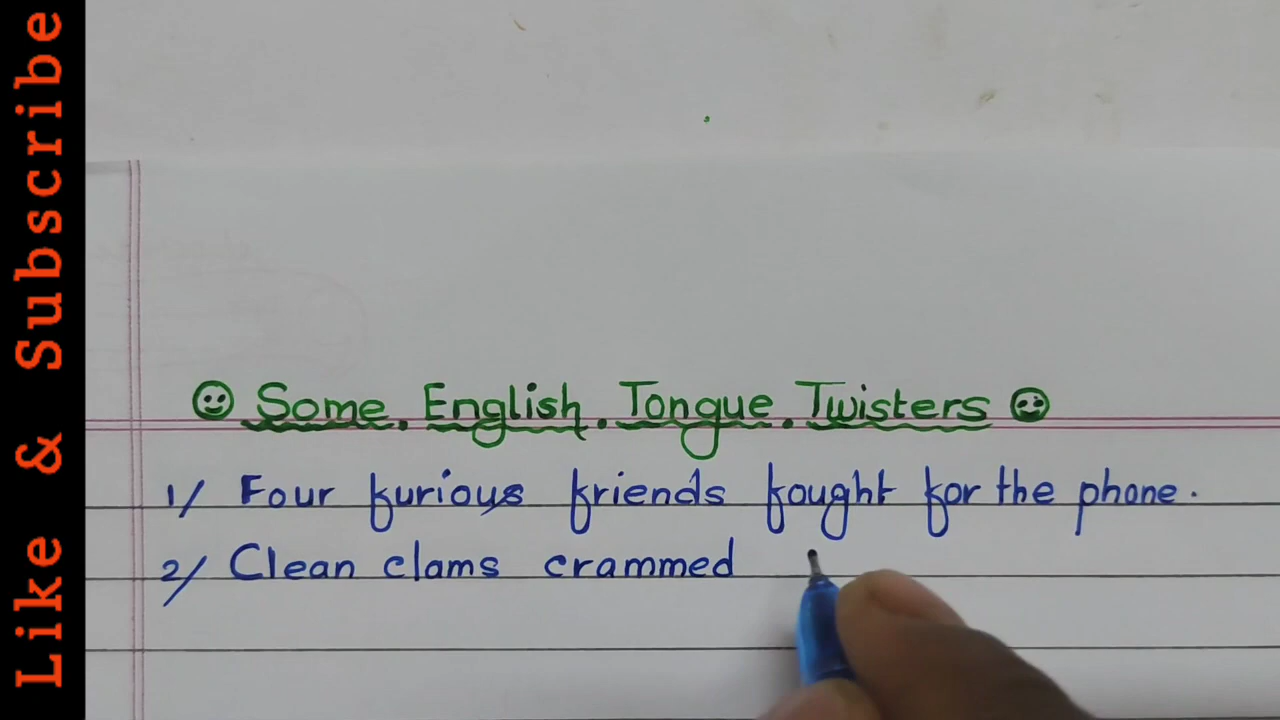 Like & Subscribe
Some English Tongue Twisters
1/ Four furious friends fought for the phone.
2/ Clean clams crammed